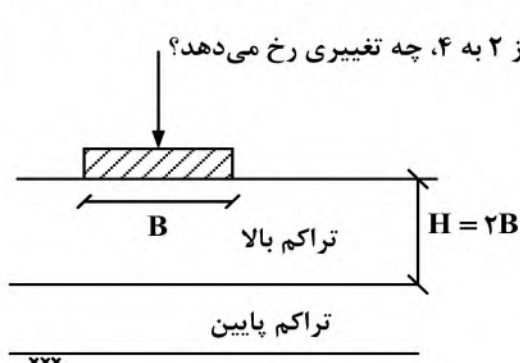 ز ۲ به ۴، چه تغییری رخ می‌دهد؟
B
تراکم بالا
H = ۲B
تراکم پایین